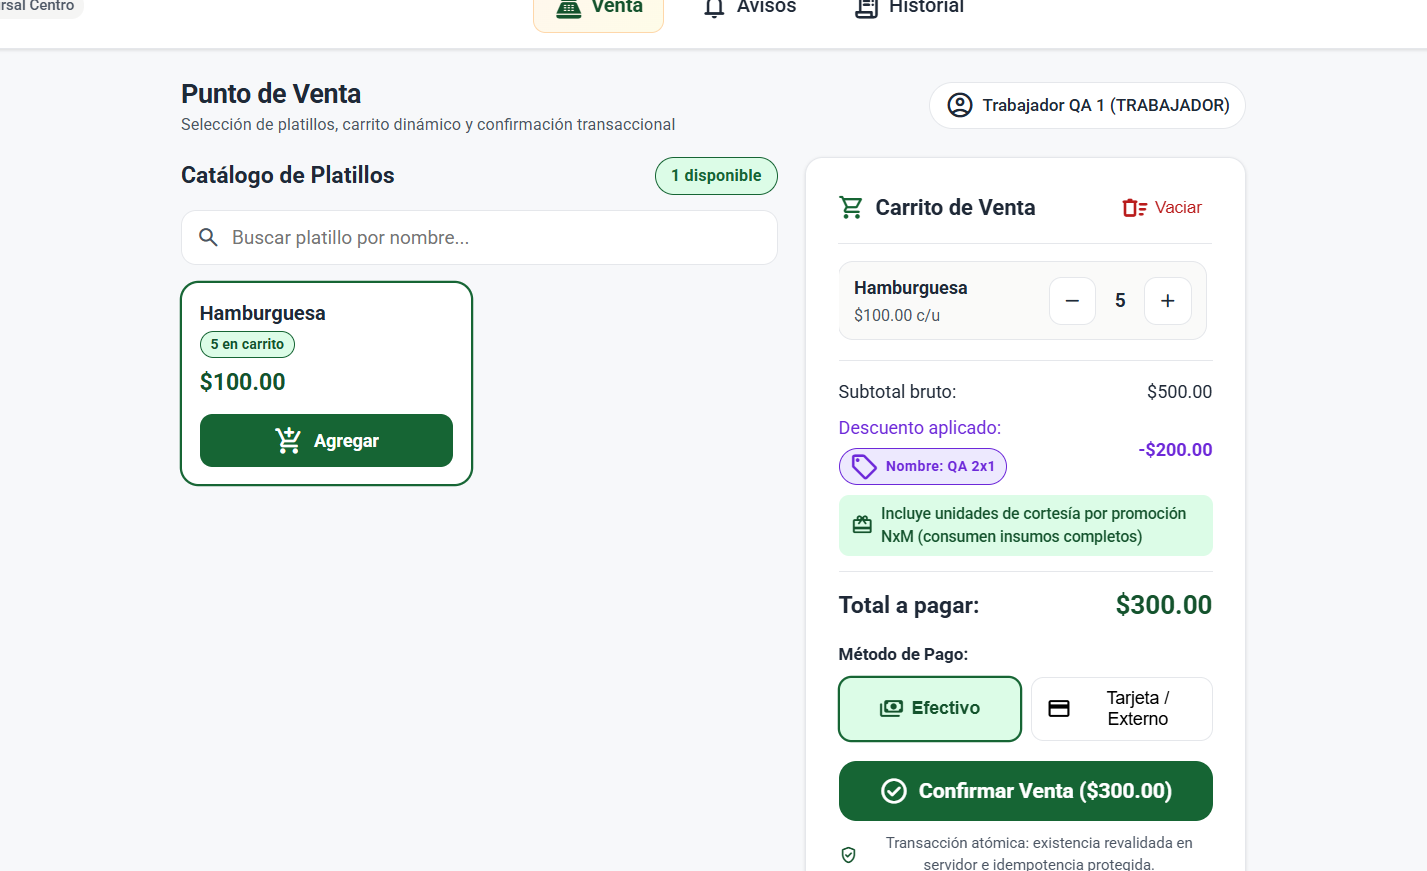 rsal Centro
Venta
Avisos
Historial
Punto de Venta
Selección de platillos, carrito dinámico y confirmación transaccional
Trabajador QA 1 (TRABAJADOR)
Catálogo de Platillos
1 disponible
Buscar platillo por nombre...
Hamburguesa
5 en carrito
$100.00
Agregar
Carrito de Venta
Vaciar
Hamburguesa
$100.00 c/u
− 5 +
Subtotal bruto: $500.00
Descuento aplicado:
-$200.00
Nombre: QA 2x1
Incluye unidades de cortesía por promoción
NxM (consumen insumos completos)
Total a pagar: $300.00
Método de Pago:
Efectivo
Tarjeta /
Externo
Confirmar Venta ($300.00)
Transacción atómica: existencia revalidada en
servidor e idempotencia protegida.